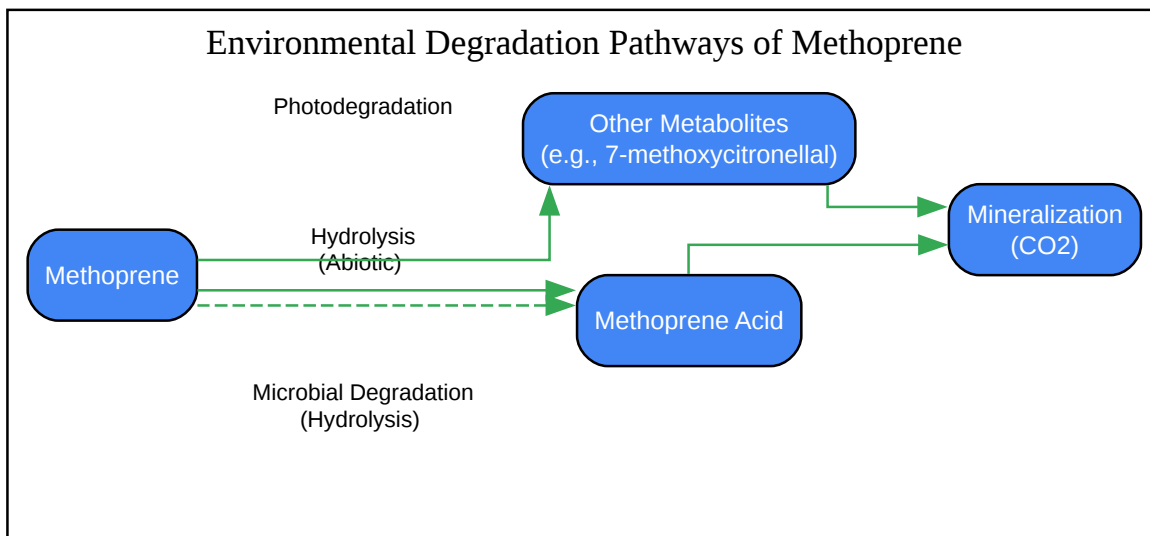 Environmental Degradation Pathways of Methoprene
Photodegradation
Other Metabolites
(e.g., 7-methoxycitronellal)
Mineralization
(CO2)
Hydrolysis
(Abiotic)
Methoprene
Methoprene Acid
Microbial Degradation
(Hydrolysis)